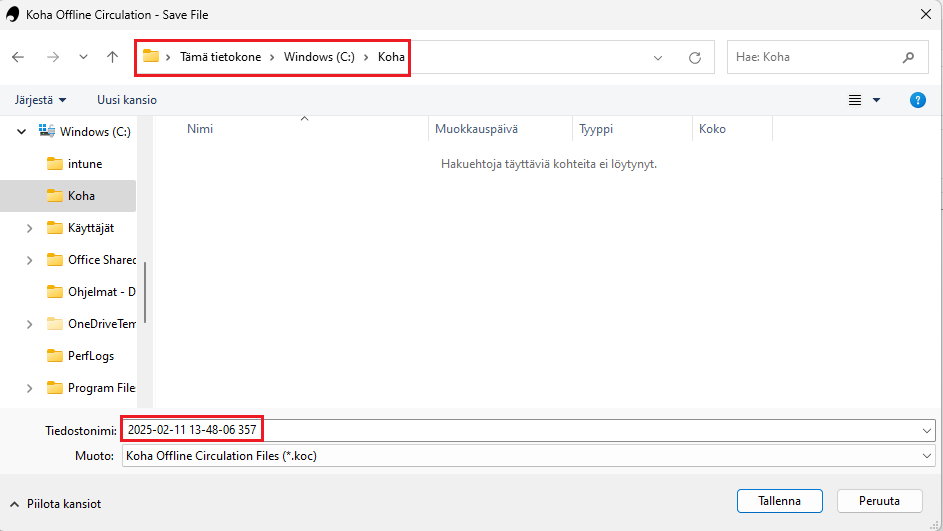 Koha Offline Circulation - Save File
Tämä tietokone Windows (C:) Koha
Hae: Koha
Järjestä Uusi kansio
?
Windows (C:)
intune
Koha
Käyttäjät
Office Shared
Ohjelmat - D
OneDriveTem
PerfLogs
Program File
Nimi Muokkauspäivä Tyyppi Koko
Hakuehtoja täyttäviä kohteita ei löytynyt.
Tiedostonimi: 2025-02-11 13-48-06 357
Muoto: Koha Offline Circulation Files (*.koc)
Piilota kansiot
Tallenna Peruuta